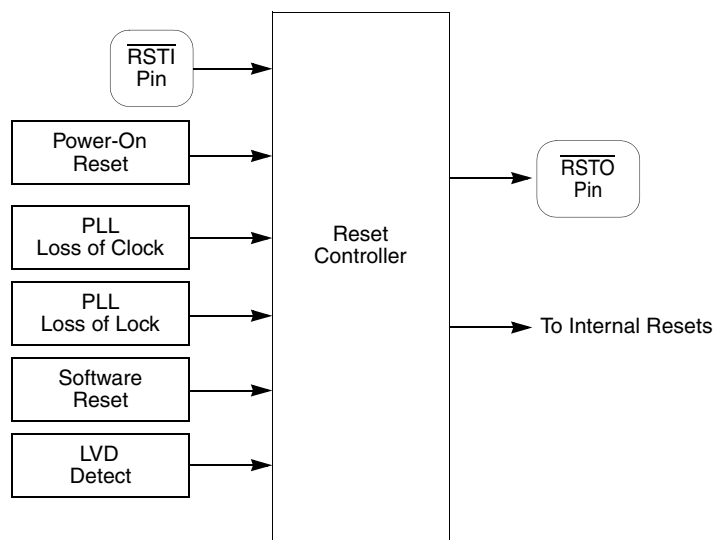 RSTI
Pin
Power-On
Reset
PLL
Loss of Clock
PLL
Loss of Lock
Software
Reset
LVD
Detect
Reset
Controller
RSTO
Pin
To Internal Resets